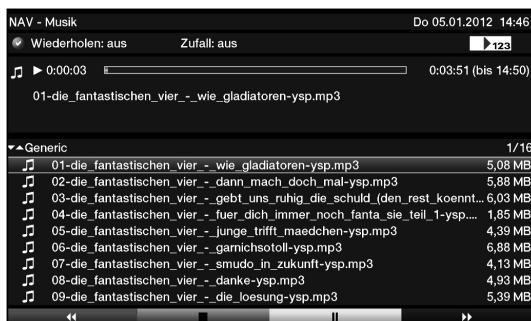 NAV - Musik Do 05.01.2012 14:46
Wiederholen: aus Zufall: aus 123
0:00:03 0:03:51 (bis 14:50)
01-die_fantastischen_vier_-_wie_gladiatoren-ysp.mp3
Generic 1/16
01-die_fantastischen_vier_-_wie_gladiatoren-ysp.mp3 5,08 MB
02-die_fantastischen_vier_-_dann_mach_doch_mal-ysp.mp3 5,88 MB
03-die_fantastischen_vier_-_gebt_uns_ruhig_die_schuld_(den_rest_koennt... 6,03 MB
04-die_fantastischen_vier_-_fuer_dich_immer_noch_fanta_sie_teil_1-ysp.... 1,85 MB
05-die_fantastischen_vier_-_junge_trifft_maedchen-ysp.mp3 4,39 MB
06-die_fantastischen_vier_-_garnichsotoll-ysp.mp3 6,88 MB
07-die_fantastischen_vier_-_smudo_in_zukunft-ysp.mp3 4,13 MB
08-die_fantastischen_vier_-_danke-ysp.mp3 4,93 MB
09-die_fantastischen_vier_-_die_loesung-ysp.mp3 5,39 MB